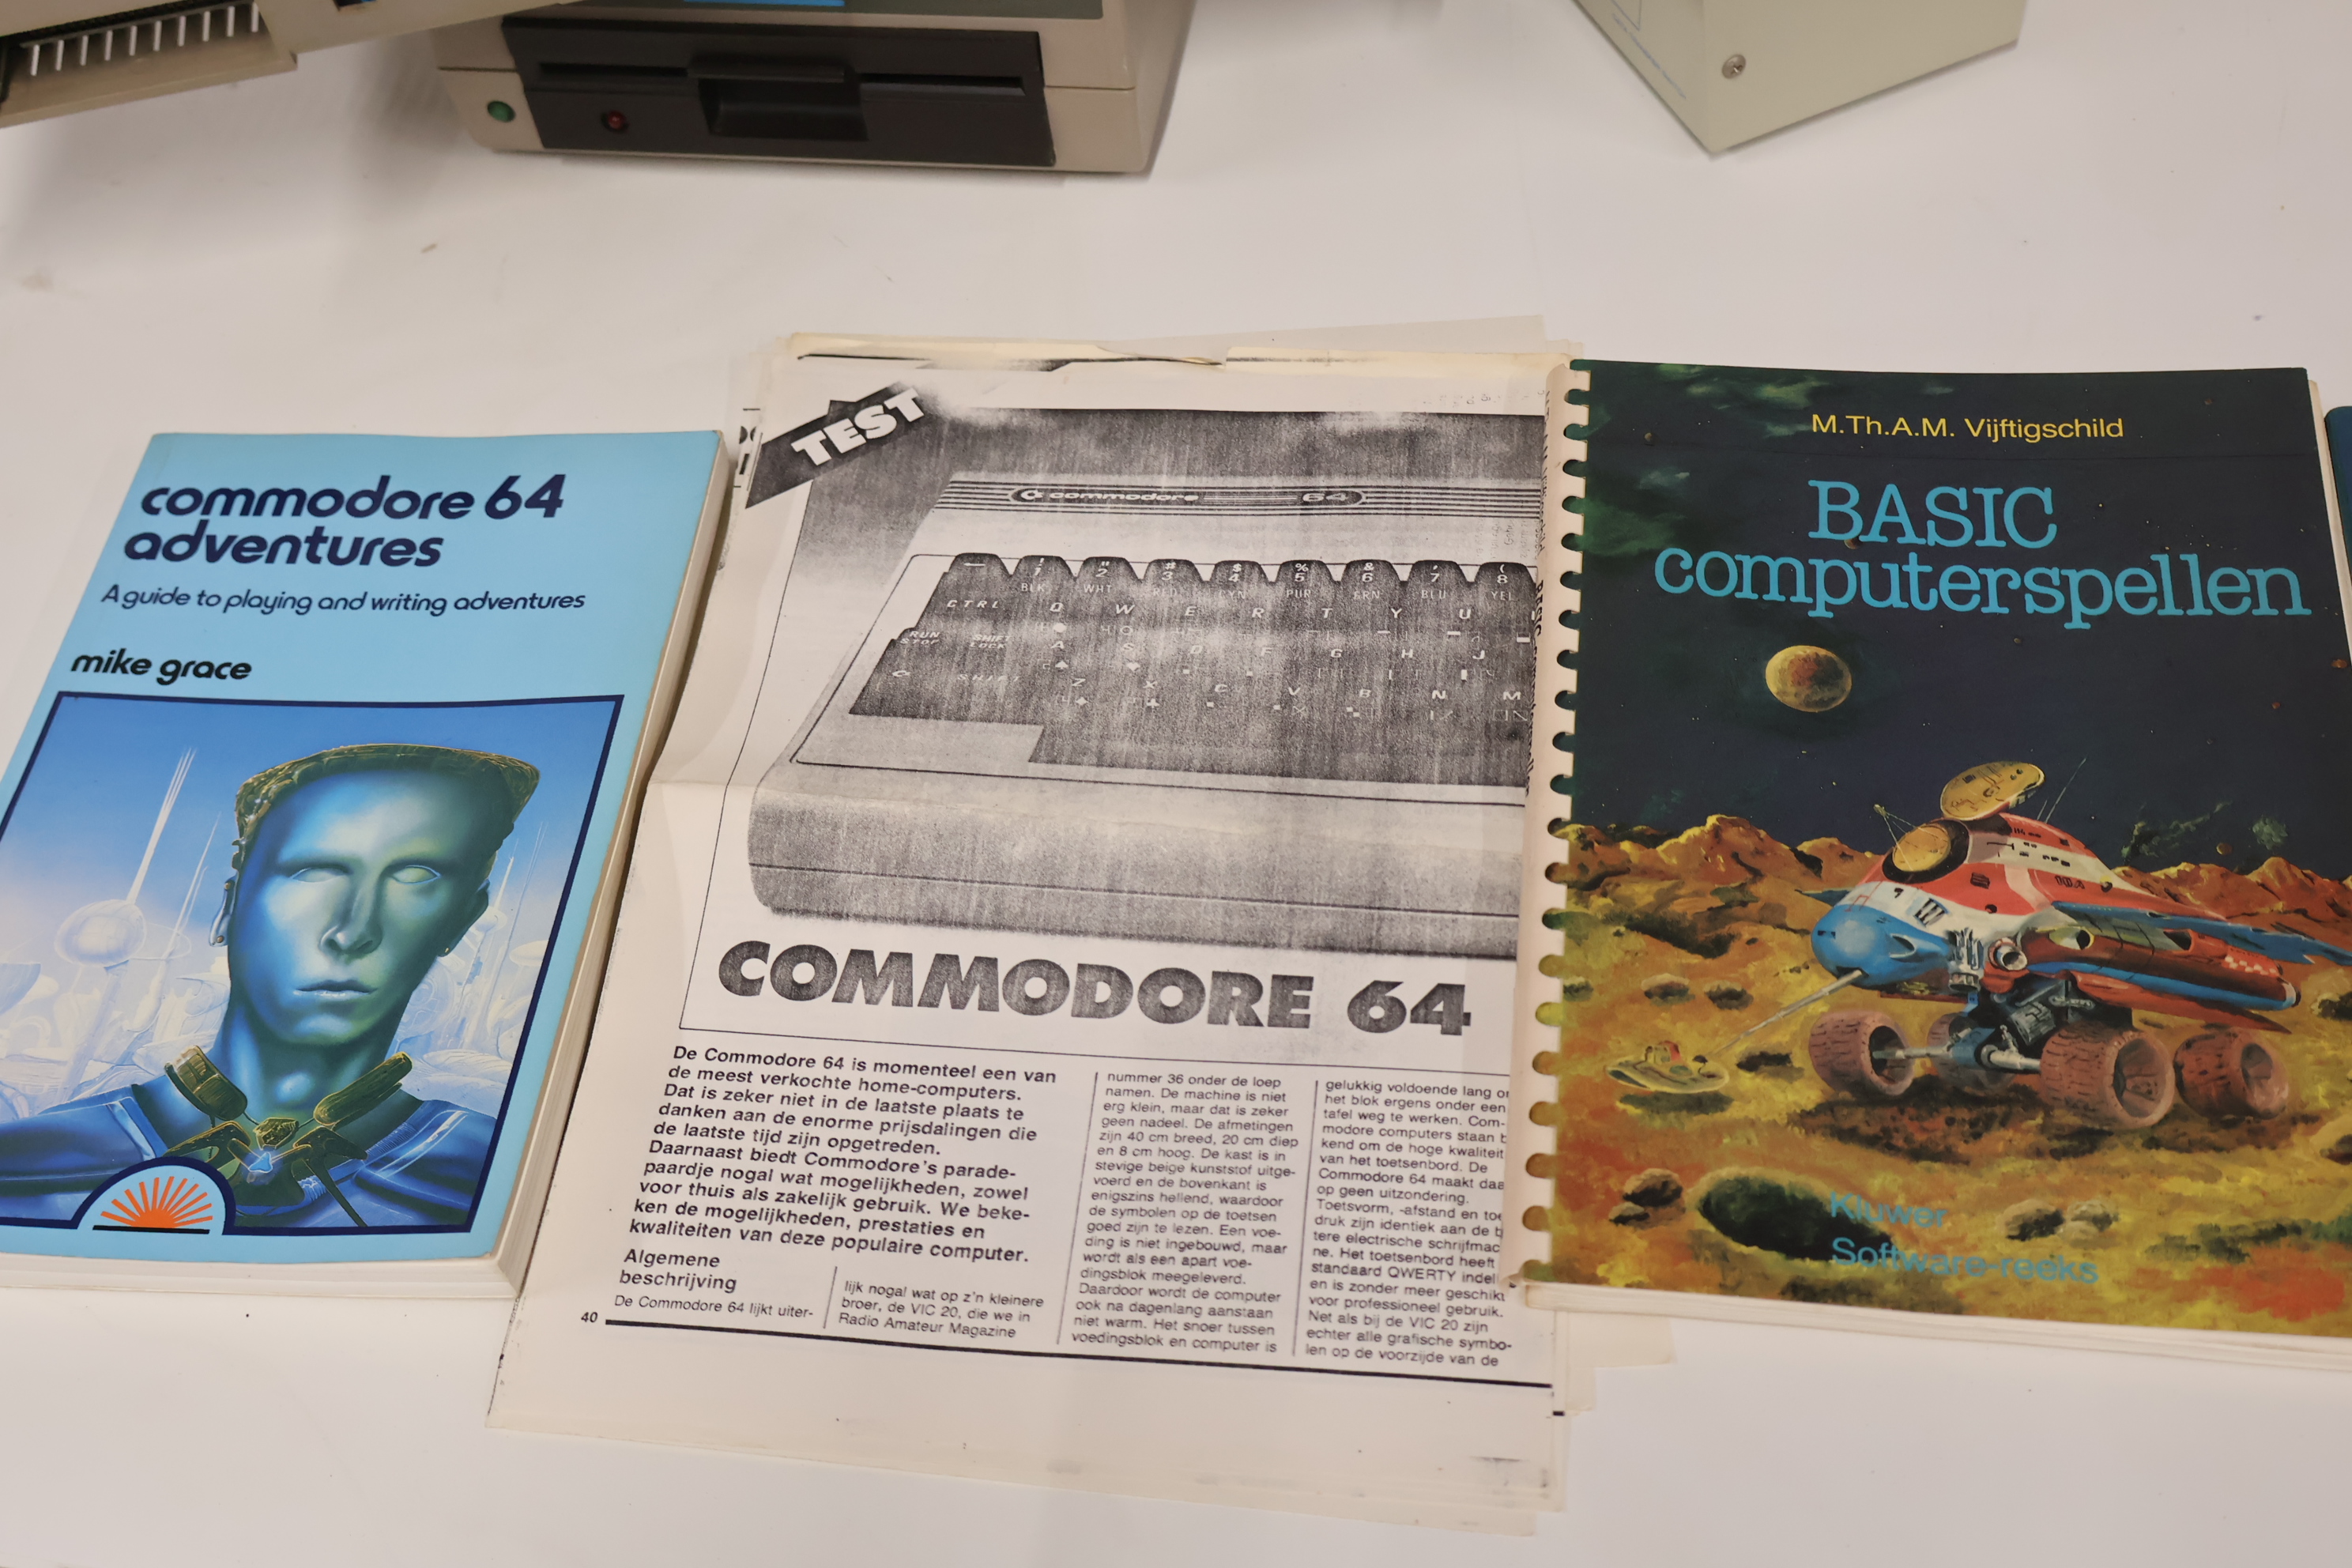 commodore 64
adventures
A guide to playing and writing adventures
mike grace
TEST
commodore 64
COMMODORE 64
De Commodore 64 is momenteel een van
de meest verkochte home-computers.
Dat is zeker niet in de laatste plaats te
danken aan de enorme prijsdalingen die
de laatste tijd zijn opgetreden.
Daarnaast biedt Commodore's parade-
paardje nogal wat mogelijkheden, zowel
voor thuis als zakelijk gebruik. We beke-
ken de mogelijkheden, prestaties en
kwaliteiten van deze populaire computer.
Algemene
beschrijving
De Commodore 64 lijkt uiter-
lijk nogal wat op z'n kleinere
broer, de VIC 20, die we in
Radio Amateur Magazine
nummer 36 onder de loep
namen. De machine is niet
erg klein, maar dat is zeker
geen nadeel. De afmetingen
zijn 40 cm breed, 20 cm diep
en 8 cm hoog. De kast is in
stevige beige kunststof uitge-
voerd en de bovenkant is
enigszins hellend, waardoor
de symbolen op de toetsen
goed zijn te lezen. Een voe-
ding is niet ingebouwd, maar
wordt als een apart voe-
dingsblok meegeleverd.
Daardoor wordt de computer
ook na dagenlang aanstaan
niet warm. Het snoer tussen
voedingsblok en computer is
gelukkig voldoende lang
het blok ergens onder een
tafel weg te werken. Com-
modore computers staan
kend om de hoge kwaliteit
van het toetsenbord. De
Commodore 64 maakt daa
op geen uitzondering.
Toetsvorm, -afstand en
druk zijn identiek aan de
tere electrische schrijfmac
ne. Het toetsenbord heeft
standaard QWERTY indel
en is zonder meer geschikt
voor professioneel gebruik.
Net als bij de VIC 20 zijn
echter alle grafische symbo-
len op de voorzijde van de
40
M.Th.A.M. Vijftigschild
BASIC
computerspellen
Kluwer
Software-reeks